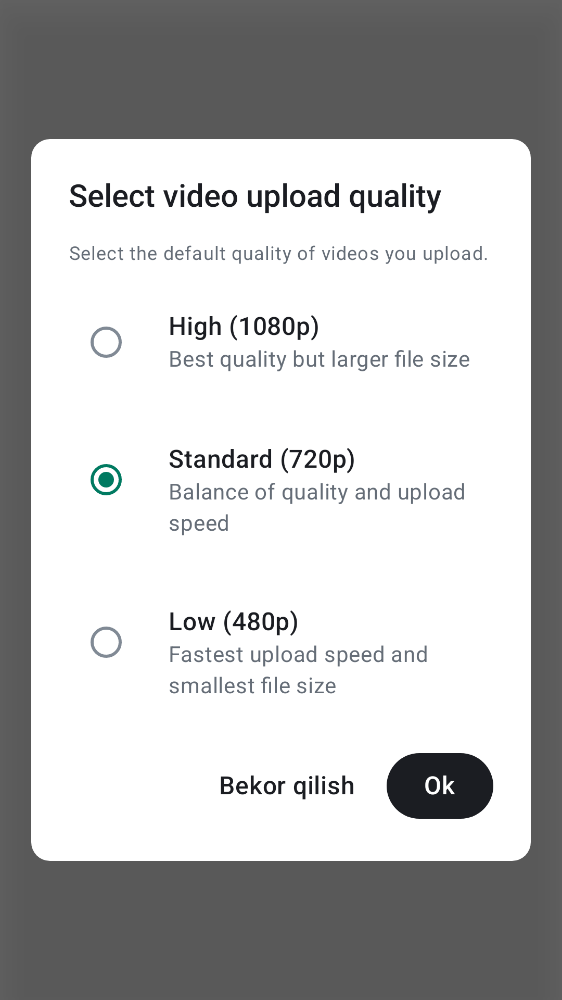 Select video upload quality
Select the default quality of videos you upload.
High (1080p)
Best quality but larger file size
Standard (720p)
Balance of quality and upload
speed
Low (480p)
Fastest upload speed and
smallest file size
Bekor qilish
Ok